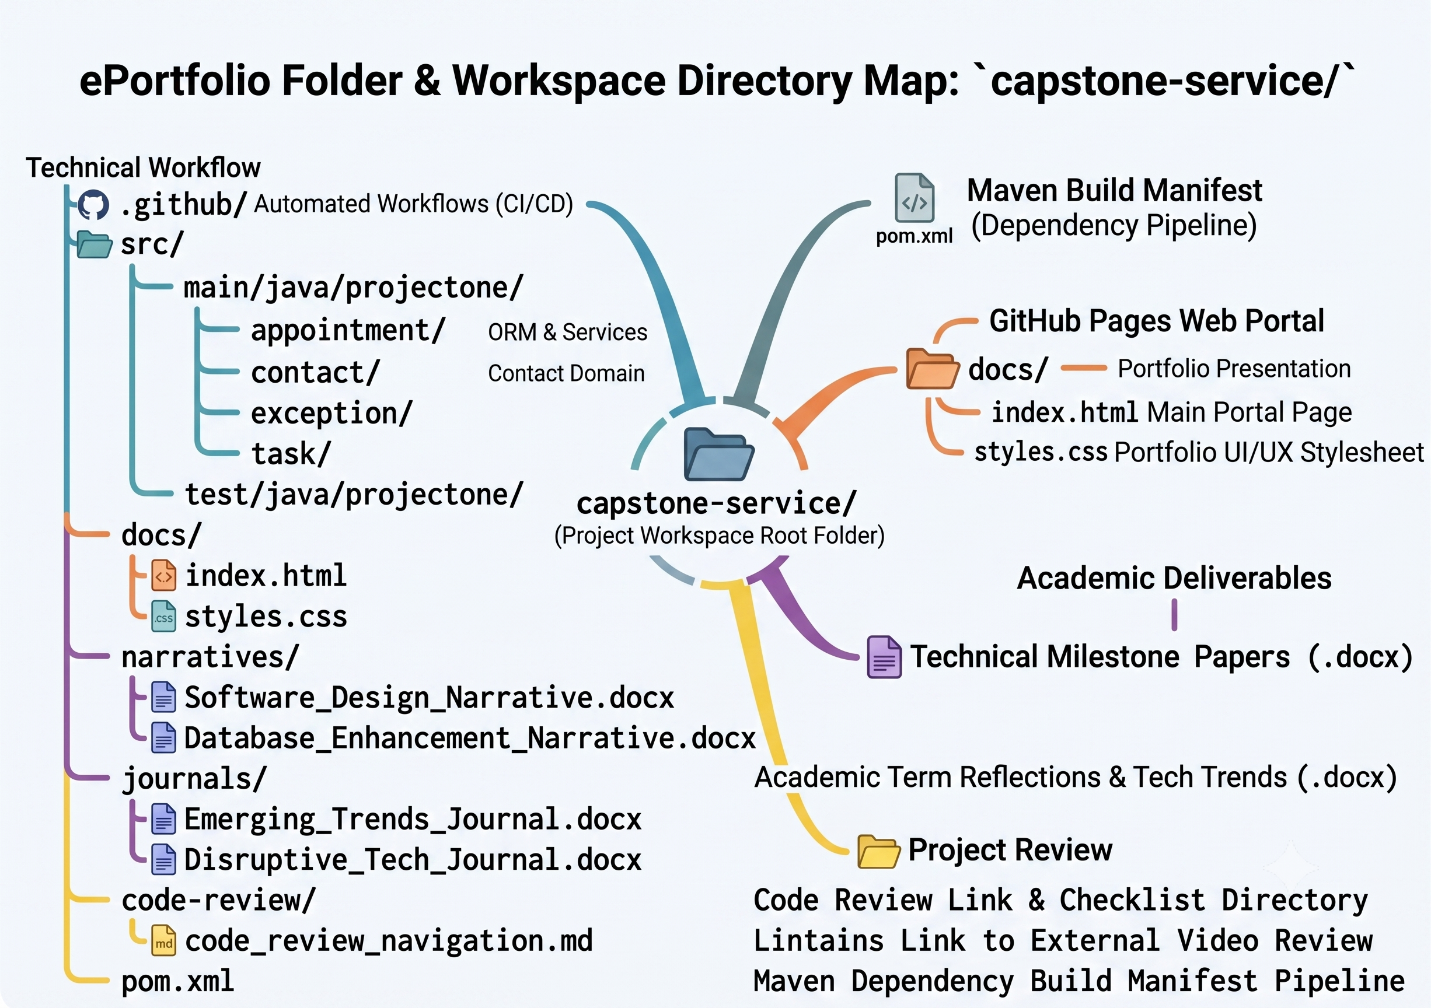 ePortfolio Folder & Workspace Directory Map: `capstone-service/`
Technical Workflow
.github/ Automated Workflows (CI/CD)
src/
main/java/projectone/
appointment/ ORM & Services
contact/ Contact Domain
exception/
task/
test/java/projectone/
docs/
index.html
.css
styles.css
narratives/
Software_Design_Narrative.docx
Database_Enhancement_Narrative.docx
journals/
Emerging_Trends_Journal.docx
Disruptive_Tech_Journal.docx
code-review/
md
code_review_navigation.md
pom.xml
capstone-service/
(Project Workspace Root Folder)
pom.xml
Maven Build Manifest
(Dependency Pipeline)
GitHub Pages Web Portal
docs/ Portfolio Presentation
index.html Main Portal Page
styles.css Portfolio UI/UX Stylesheet
Academic Deliverables
Technical Milestone Papers (.docx)
Academic Term Reflections & Tech Trends (.docx)
Project Review
Code Review Link & Checklist Directory
Lintains Link to External Video Review
Maven Dependency Build Manifest Pipeline